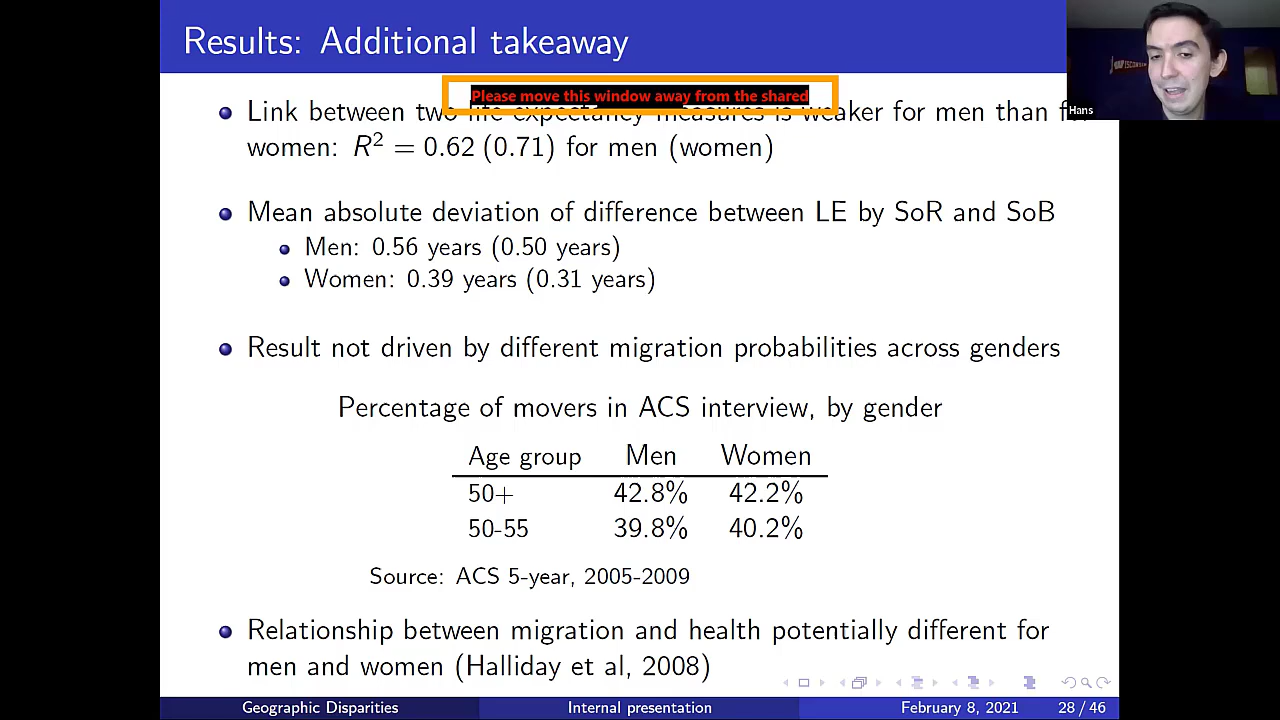 Results: Additional takeaway
Please move this window away from the shared
Link between two life expectancy measures is weaker for men than
women: R² = 0.62 (0.71) for men (women)
Mean absolute deviation of difference between LE by SoR and SoB
Men: 0.56 years (0.50 years)
Women: 0.39 years (0.31 years)
Result not driven by different migration probabilities across genders
Percentage of movers in ACS interview, by gender
Age group Men Women
50+ 42.8% 42.2%
50-55 39.8% 40.2%
Source: ACS 5-year, 2005-2009
Relationship between migration and health potentially different for
men and women (Halliday et al, 2008)
Geographic Disparities Internal presentation February 8, 2021 28 / 46
Hans